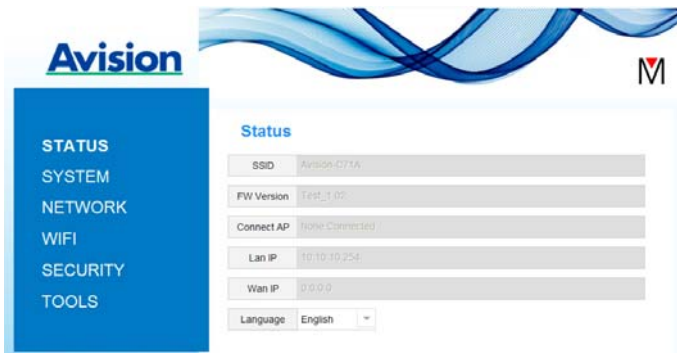 Avision
M
STATUS
SYSTEM
NETWORK
WIFI
SECURITY
TOOLS
Status
SSID Avision-D71A
FW Version Test_1.02
Connect AP None Connected
Lan IP 10.10.10.254
Wan IP 0.0.0.0
Language English